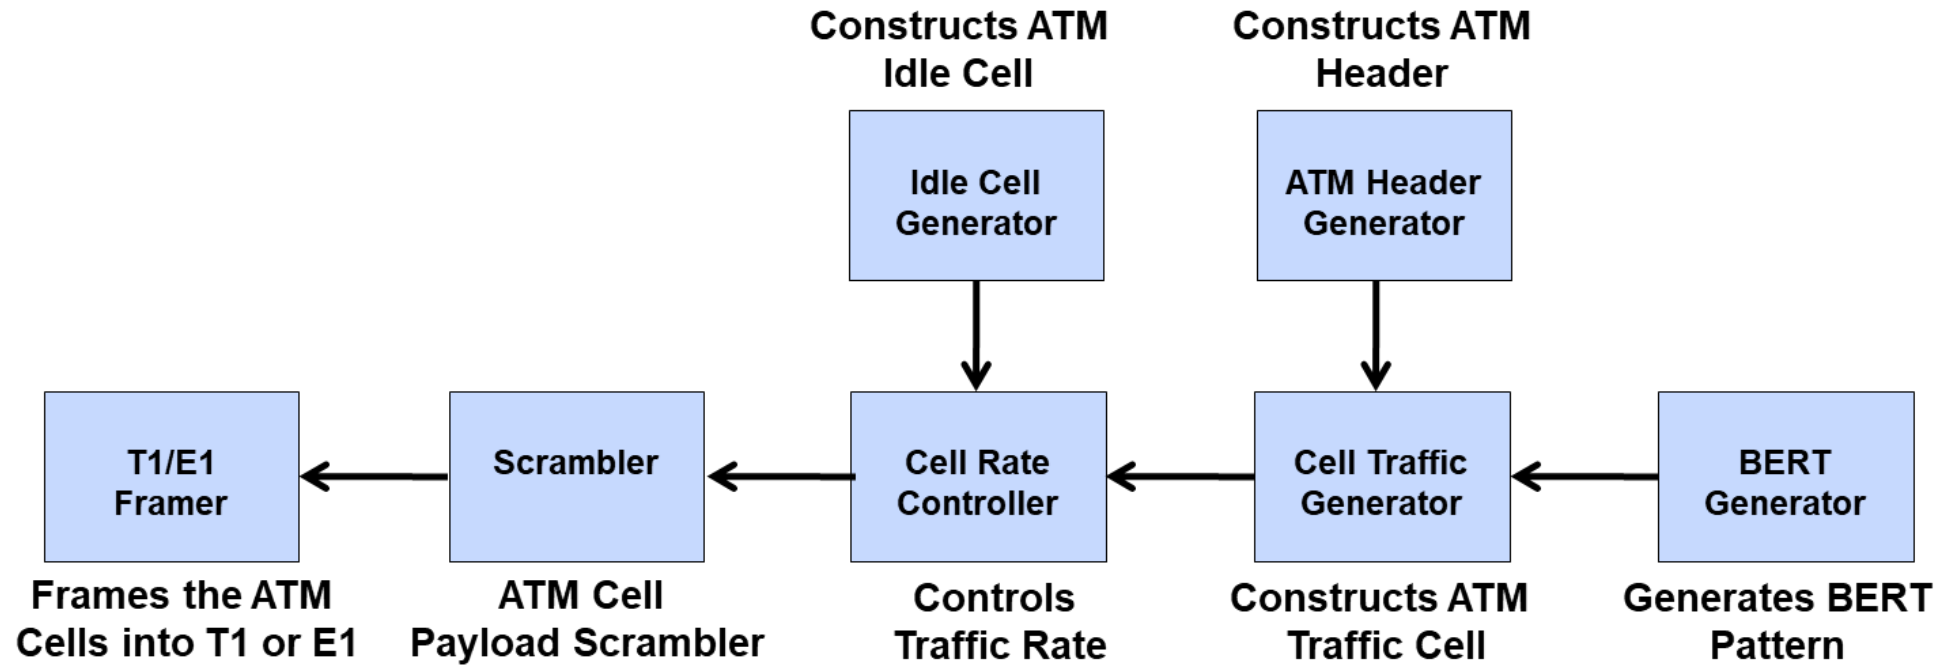 Constructs ATM
Idle Cell
Constructs ATM
Header
Idle Cell
Generator
ATM Header
Generator
T1/E1
Framer
Scrambler
Cell Rate
Controller
Cell Traffic
Generator
BERT
Generator
Frames the ATM
Cells into T1 or E1
ATM Cell
Payload Scrambler
Controls
Traffic Rate
Constructs ATM
Traffic Cell
Generates BERT
Pattern